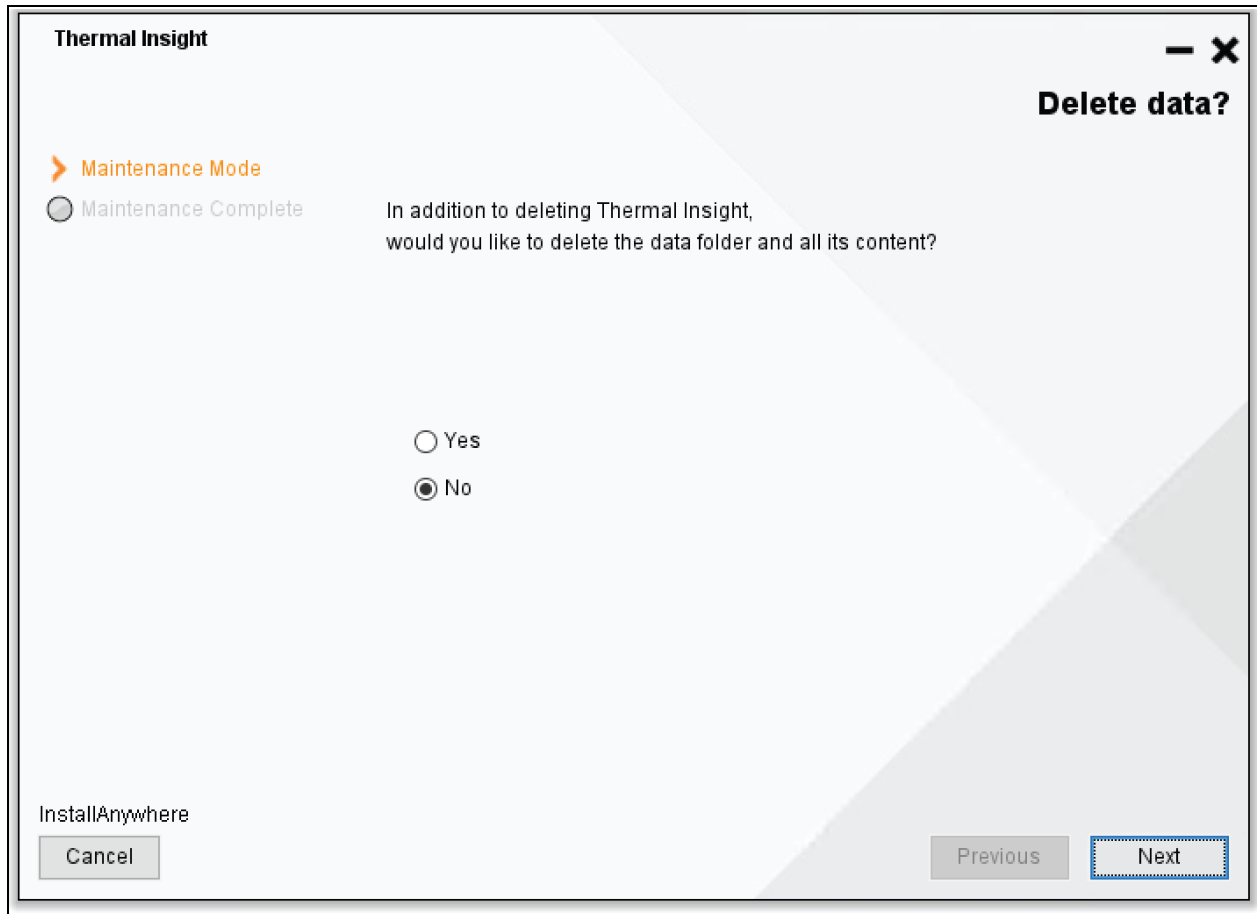 Thermal Insight
Delete data?
Maintenance Mode
Maintenance Complete
In addition to deleting Thermal Insight,
would you like to delete the data folder and all its content?
Yes
No
InstallAnywhere
Cancel
Previous
Next